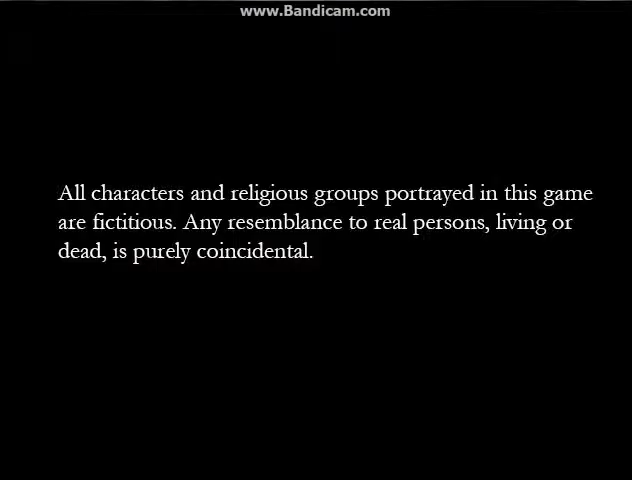 www.Bandicam.com
All characters and religious groups portrayed in this game
are fictitious. Any resemblance to real persons, living or
dead, is purely coincidental.